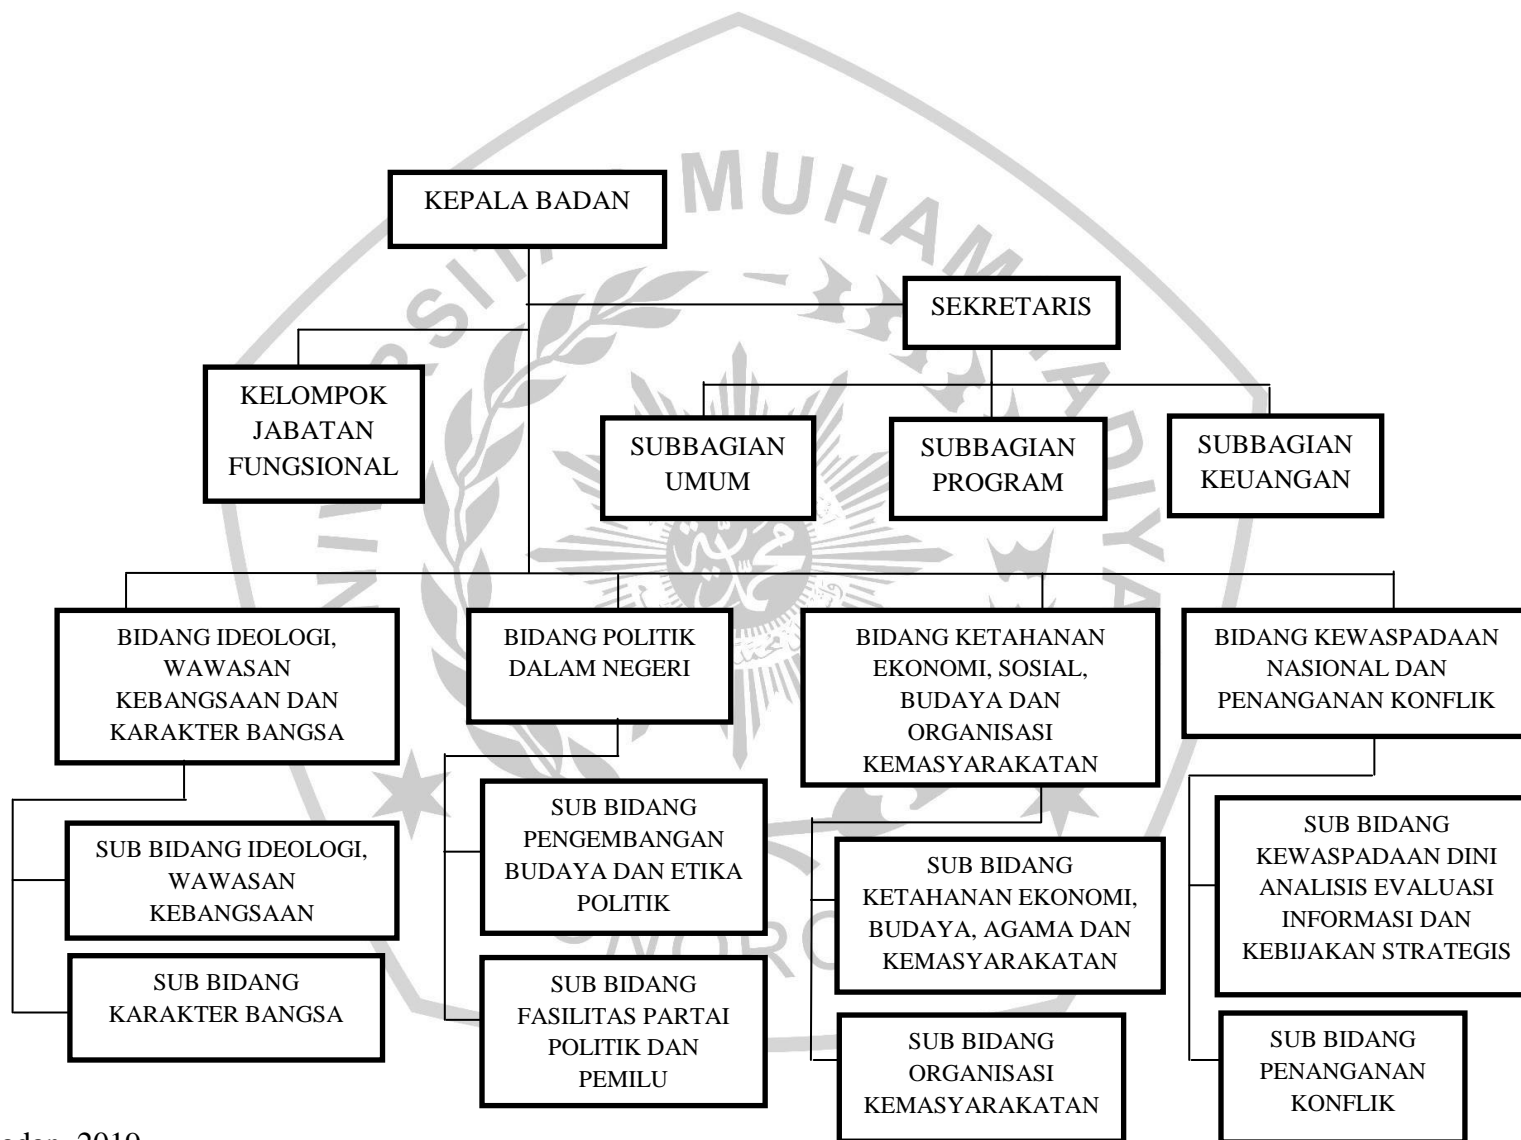 KEPALA BADAN
SEKRETARIS
KELOMPOK
JABATAN
FUNGSIONAL
SUBBAGIAN
UMUM
SUBBAGIAN
PROGRAM
SUBBAGIAN
KEUANGAN
BIDANG IDEOLOGI,
WAWASAN
KEBANGSAAN DAN
KARAKTER BANGSA
BIDANG POLITIK
DALAM NEGERI
BIDANG KETAHANAN
EKONOMI, SOSIAL,
BUDAYA DAN
ORGANISASI
KEMASYARAKATAN
BIDANG KEWASPADAAN
NASIONAL DAN
PENANGANAN KONFLIK
SUB BIDANG IDEOLOGI,
WAWASAN
KEBANGSAAN
SUB BIDANG
KARAKTER BANGSA
SUB BIDANG
PENGEMBANGAN
BUDAYA DAN ETIKA
POLITIK
SUB BIDANG
FASILITAS PARTAI
POLITIK DAN
PEMILU
SUB BIDANG
KETAHANAN EKONOMI,
BUDAYA, AGAMA DAN
KEMASYARAKATAN
SUB BIDANG
ORGANISASI
KEMASYARAKATAN
SUB BIDANG
KEWASPADAAN DINI
ANALISIS EVALUASI
INFORMASI DAN
KEBIJAKAN STRATEGIS
SUB BIDANG
PENANGANAN
KONFLIK